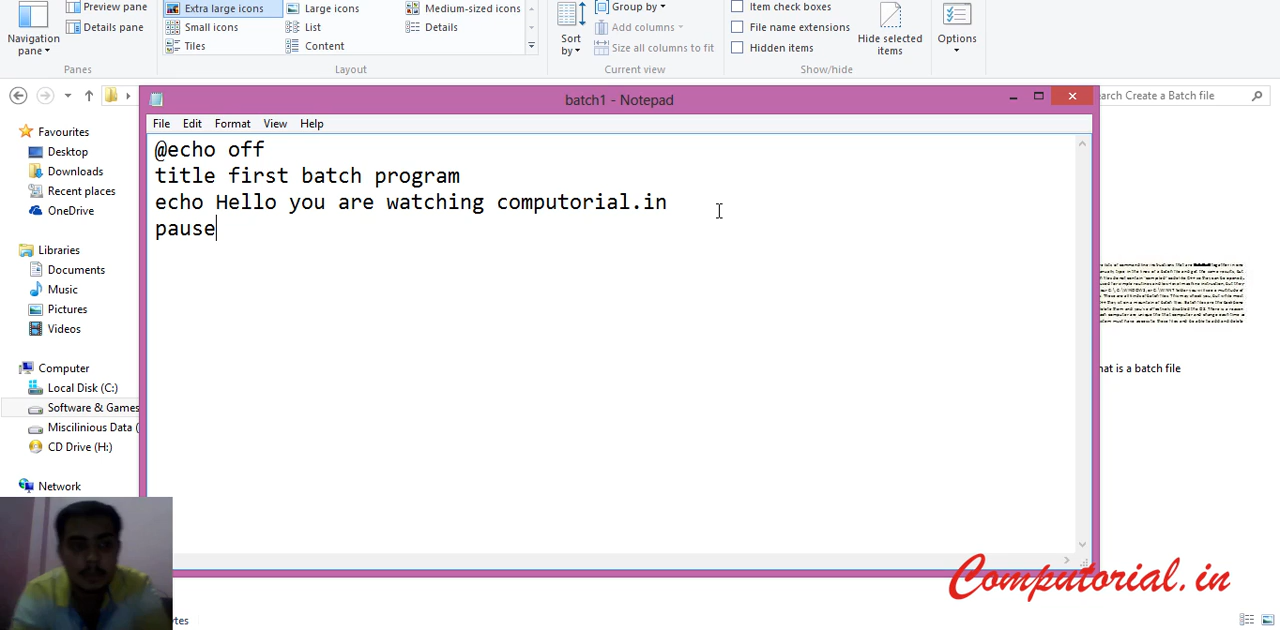 Preview pane
Extra large icons
Large icons
Medium-sized icons
Group by
Item check boxes
Details pane
Small icons
List
Details
Add columns
File name extensions
Navigation pane
Tiles
Content
Sort by
Size all columns to fit
Hidden items
Hide selected items
Options
Panes
Layout
Current view
Show/hide
batch1 - Notepad
arch Create a Batch file
File Edit Format View Help
@echo off
title first batch program
echo Hello you are watching computorial.in
pause
Favourites
Desktop
Downloads
Recent places
OneDrive
Libraries
Documents
Music
Pictures
Videos
Computer
Local Disk (C:)
Software & Games
Miscilinious Data (
CD Drive (H:)
Network
hat is a batch file
Computorial.in
ytes